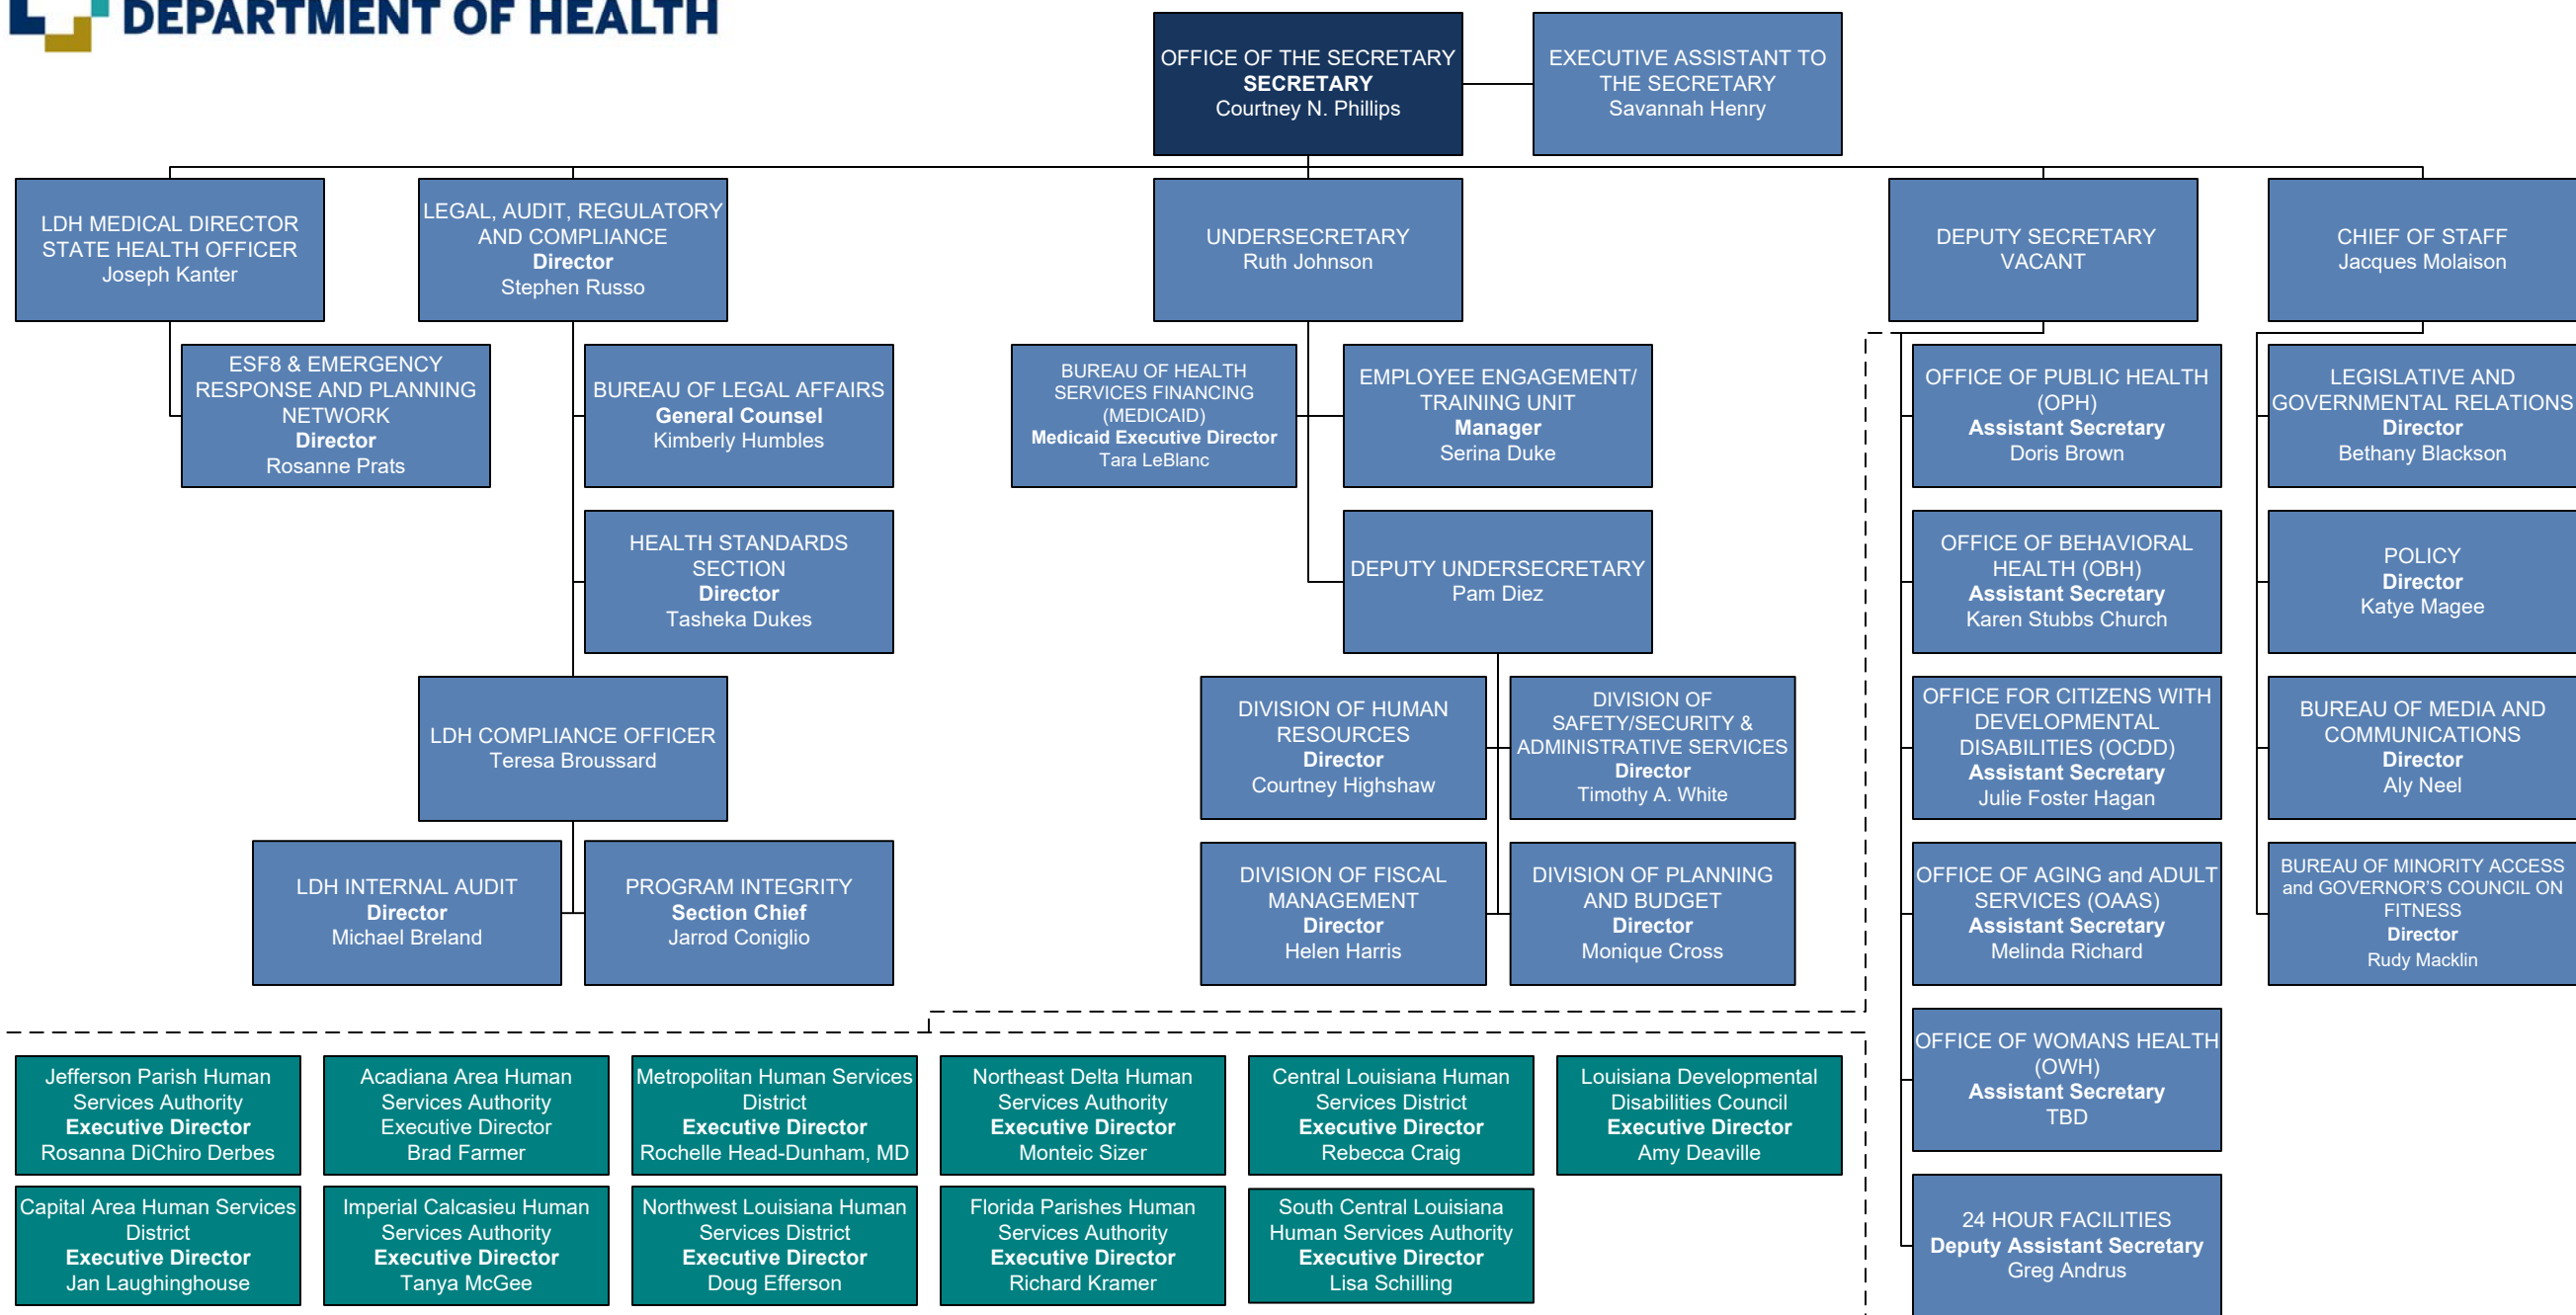 DEPARTMENT OF HEALTH
OFFICE OF THE SECRETARY
SECRETARY
Courtney N. Phillips
EXECUTIVE ASSISTANT TO
THE SECRETARY
Savannah Henry
LDH MEDICAL DIRECTOR
STATE HEALTH OFFICER
Joseph Kanter
LEGAL, AUDIT, REGULATORY
AND COMPLIANCE
Director
Stephen Russo
UNDERSECRETARY
Ruth Johnson
DEPUTY SECRETARY
VACANT
CHIEF OF STAFF
Jacques Molaison
ESF8 & EMERGENCY
RESPONSE AND PLANNING
NETWORK
Director
Rosanne Prats
BUREAU OF LEGAL AFFAIRS
General Counsel
Kimberly Humbles
BUREAU OF HEALTH
SERVICES FINANCING
(MEDICAID)
Medicaid Executive Director
Tara LeBlanc
EMPLOYEE ENGAGEMENT/
TRAINING UNIT
Manager
Serina Duke
OFFICE OF PUBLIC HEALTH
(OPH)
Assistant Secretary
Doris Brown
LEGISLATIVE AND
GOVERNMENTAL RELATIONS
Director
Bethany Blackson
HEALTH STANDARDS
SECTION
Director
Tasheka Dukes
DEPUTY UNDERSECRETARY
Pam Diez
OFFICE OF BEHAVIORAL
HEALTH (OBH)
Assistant Secretary
Karen Stubbs Church
POLICY
Director
Katye Magee
LDH COMPLIANCE OFFICER
Teresa Broussard
DIVISION OF HUMAN
RESOURCES
Director
Courtney Highshaw
DIVISION OF
SAFETY/SECURITY &
ADMINISTRATIVE SERVICES
Director
Timothy A. White
OFFICE FOR CITIZENS WITH
DEVELOPMENTAL
DISABILITIES (OCDD)
Assistant Secretary
Julie Foster Hagan
BUREAU OF MEDIA AND
COMMUNICATIONS
Director
Aly Neel
LDH INTERNAL AUDIT
Director
Michael Breland
PROGRAM INTEGRITY
Section Chief
Jarrod Coniglio
DIVISION OF FISCAL
MANAGEMENT
Director
Helen Harris
DIVISION OF PLANNING
AND BUDGET
Director
Monique Cross
OFFICE OF AGING and ADULT
SERVICES (OAAS)
Assistant Secretary
Melinda Richard
BUREAU OF MINORITY ACCESS
and GOVERNOR'S COUNCIL ON
FITNESS
Director
Rudy Macklin
OFFICE OF WOMANS HEALTH
(OWH)
Assistant Secretary
TBD
Jefferson Parish Human
Services Authority
Executive Director
Rosanna DiChiro Derbes
Acadiana Area Human
Services Authority
Executive Director
Brad Farmer
Metropolitan Human Services
District
Executive Director
Rochelle Head-Dunham, MD
Northeast Delta Human
Services Authority
Executive Director
Monteic Sizer
Central Louisiana Human
Services District
Executive Director
Rebecca Craig
Louisiana Developmental
Disabilities Council
Executive Director
Amy Deaville
Capital Area Human Services
District
Executive Director
Jan Laughinghouse
Imperial Calcasieu Human
Services Authority
Executive Director
Tanya McGee
Northwest Louisiana Human
Services District
Executive Director
Doug Efferson
Florida Parishes Human
Services Authority
Executive Director
Richard Kramer
South Central Louisiana
Human Services Authority
Executive Director
Lisa Schilling
24 HOUR FACILITIES
Deputy Assistant Secretary
Greg Andrus